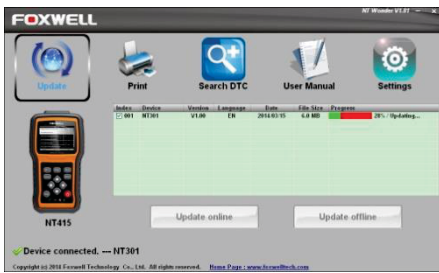 FOXWELL
NT Wonder V1.01
Update
Print
Search DTC
User Manual
Settings
Index Device Version Language Date File Size Progress
001 NT301 V1.00 EN 2014/03/15 6.0 MB 20% / Updating...
NT415
Update online
Update offline
Device connected. --- NT301
Copyright (c) 2014 Foxwell Technology Co., Ltd. All rights reserved. Home Page : www.foxwelltech.com